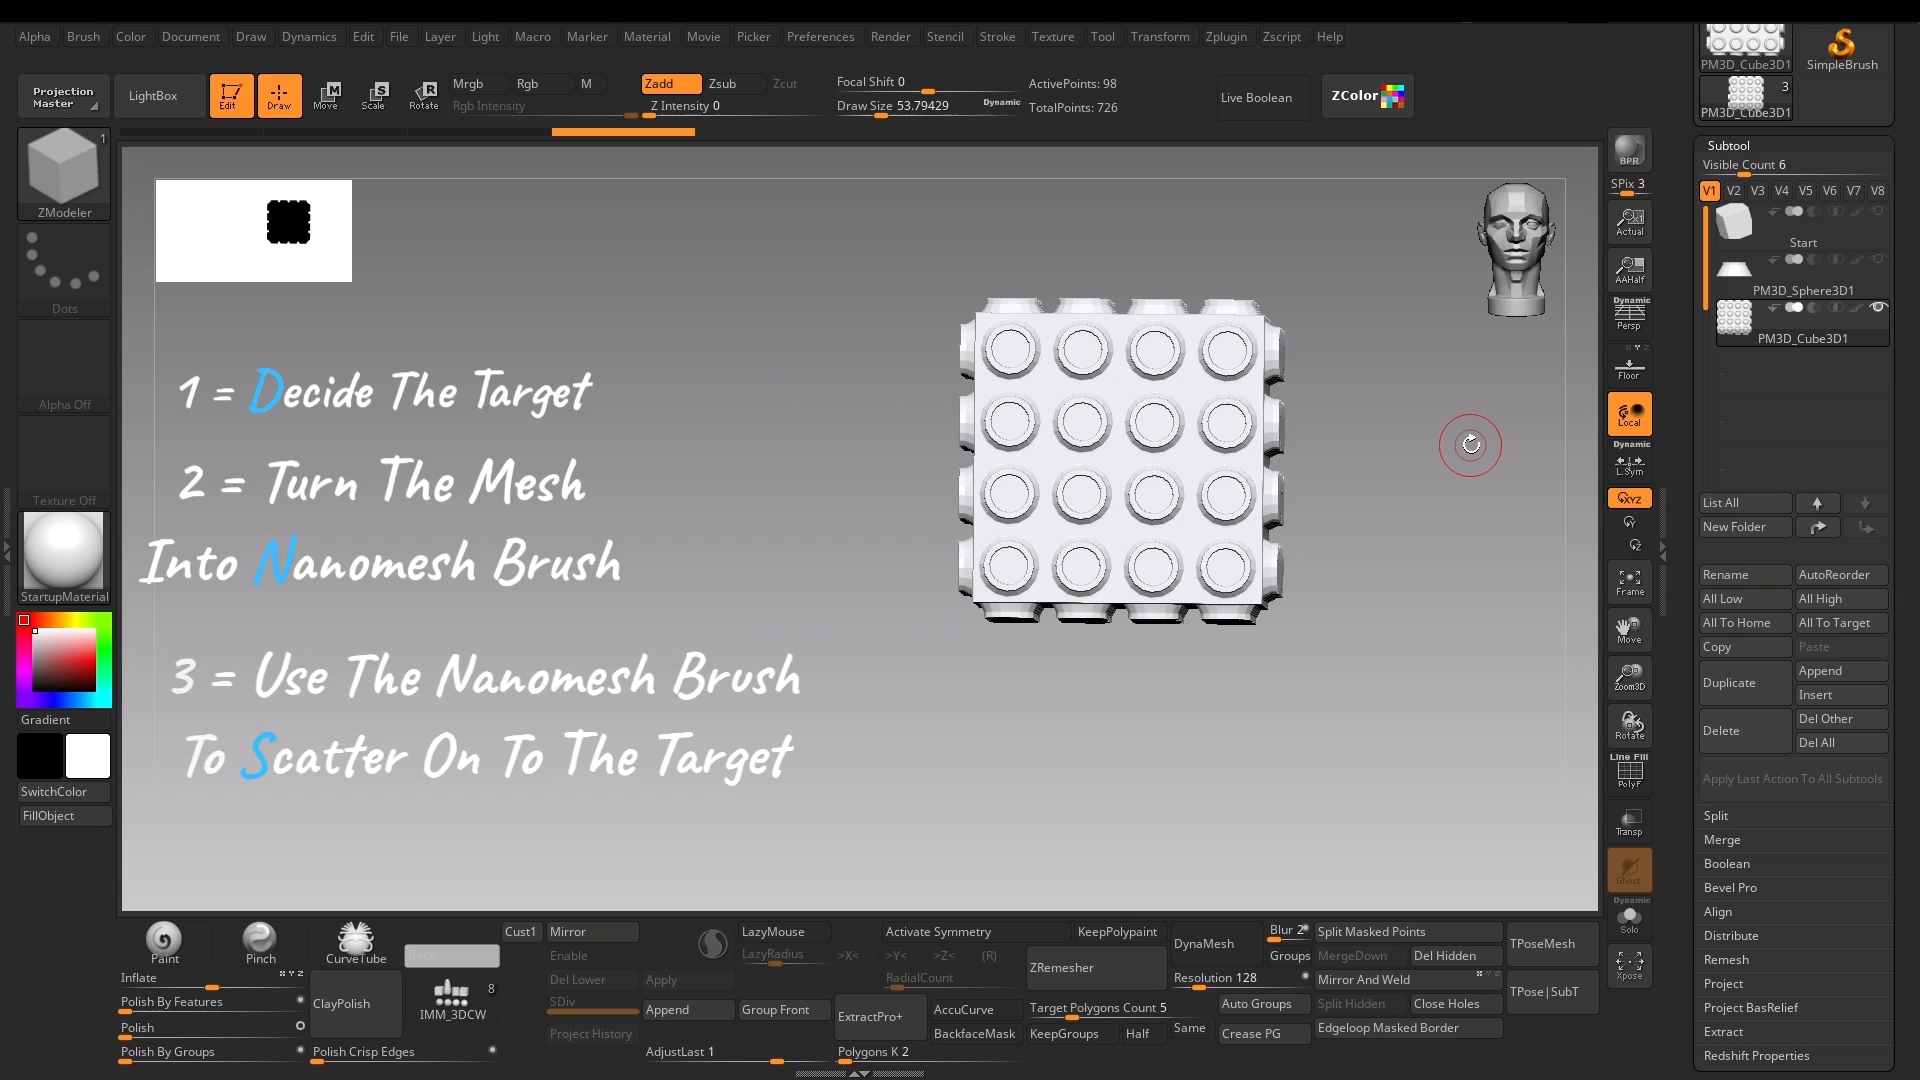 Alpha Brush Color Document Draw Dynamics Edit File Layer Light Macro Marker Material Movie Picker Preferences Render Stencil Stroke Texture Tool Transform Zplugin Zscript Help
Projection Master
LightBox
Edit
Draw
Move
Scale
Rotate
Mrgb Rgb M
Rgb Intensity
Zadd Zsub Zcut
Z Intensity 0
Focal Shift 0
Draw Size 53.79429
Dynamic
ActivePoints: 98
TotalPoints: 726
Live Boolean
ZColor
PM3D_Cube3D1
SimpleBrush
3
PM3D_Cube3D1
1
ZModeler
Dots
Alpha Off
Texture Off
StartupMaterial
Gradient
SwitchColor
FillObject
1 = Decide The Target
2 = Turn The Mesh
Into Nanomesh Brush
3 = Use The Nanomesh Brush
To Scatter On To The Target
BPR
SPix 3
Actual
AAHalf
Dynamic
Persp
Floor
Local
Dynamic
L.Sym
XYZ
Frame
Move
Zoom3D
Rotate
Line Fill
PolyF
Transp
Ghost
Dynamic
Solo
Xpose
Subtool
Visible Count 6
V1 V2 V3 V4 V5 V6 V7 V8
Start
PM3D_Sphere3D1
PM3D_Cube3D1
List All
New Folder
Rename AutoReorder
All Low All High
All To Home All To Target
Copy Paste
Duplicate Append
Insert
Delete Del Other
Del All
Apply Last Action To All Subtools
Split
Merge
Boolean
Bevel Pro
Align
Distribute
Remesh
Project
Project BasRelief
Extract
Redshift Properties
Paint
Pinch
CurveTube
Inflate
Polish By Features
Polish
Polish By Groups
ClayPolish
8
IMM_3DCW
Polish Crisp Edges
Cust1
Mirror
Enable
Del Lower
SDiv
Project History
LazyMouse
LazyRadius
Apply
Append
Group Front
AdjustLast 1
Activate Symmetry
>X< >Y< >Z< (R)
RadialCount
ExtractPro+
AccuCurve
BackfaceMask
Polygons K 2
KeepPolypaint
ZRemesher
Target Polygons Count 5
KeepGroups Half Same
DynaMesh
Blur 2
Groups
Resolution 128
Auto Groups
Crease PG
Split Masked Points
MergeDown Del Hidden
Mirror And Weld
Split Hidden Close Holes
Edgeloop Masked Border
TPoseMesh
TPose|SubT